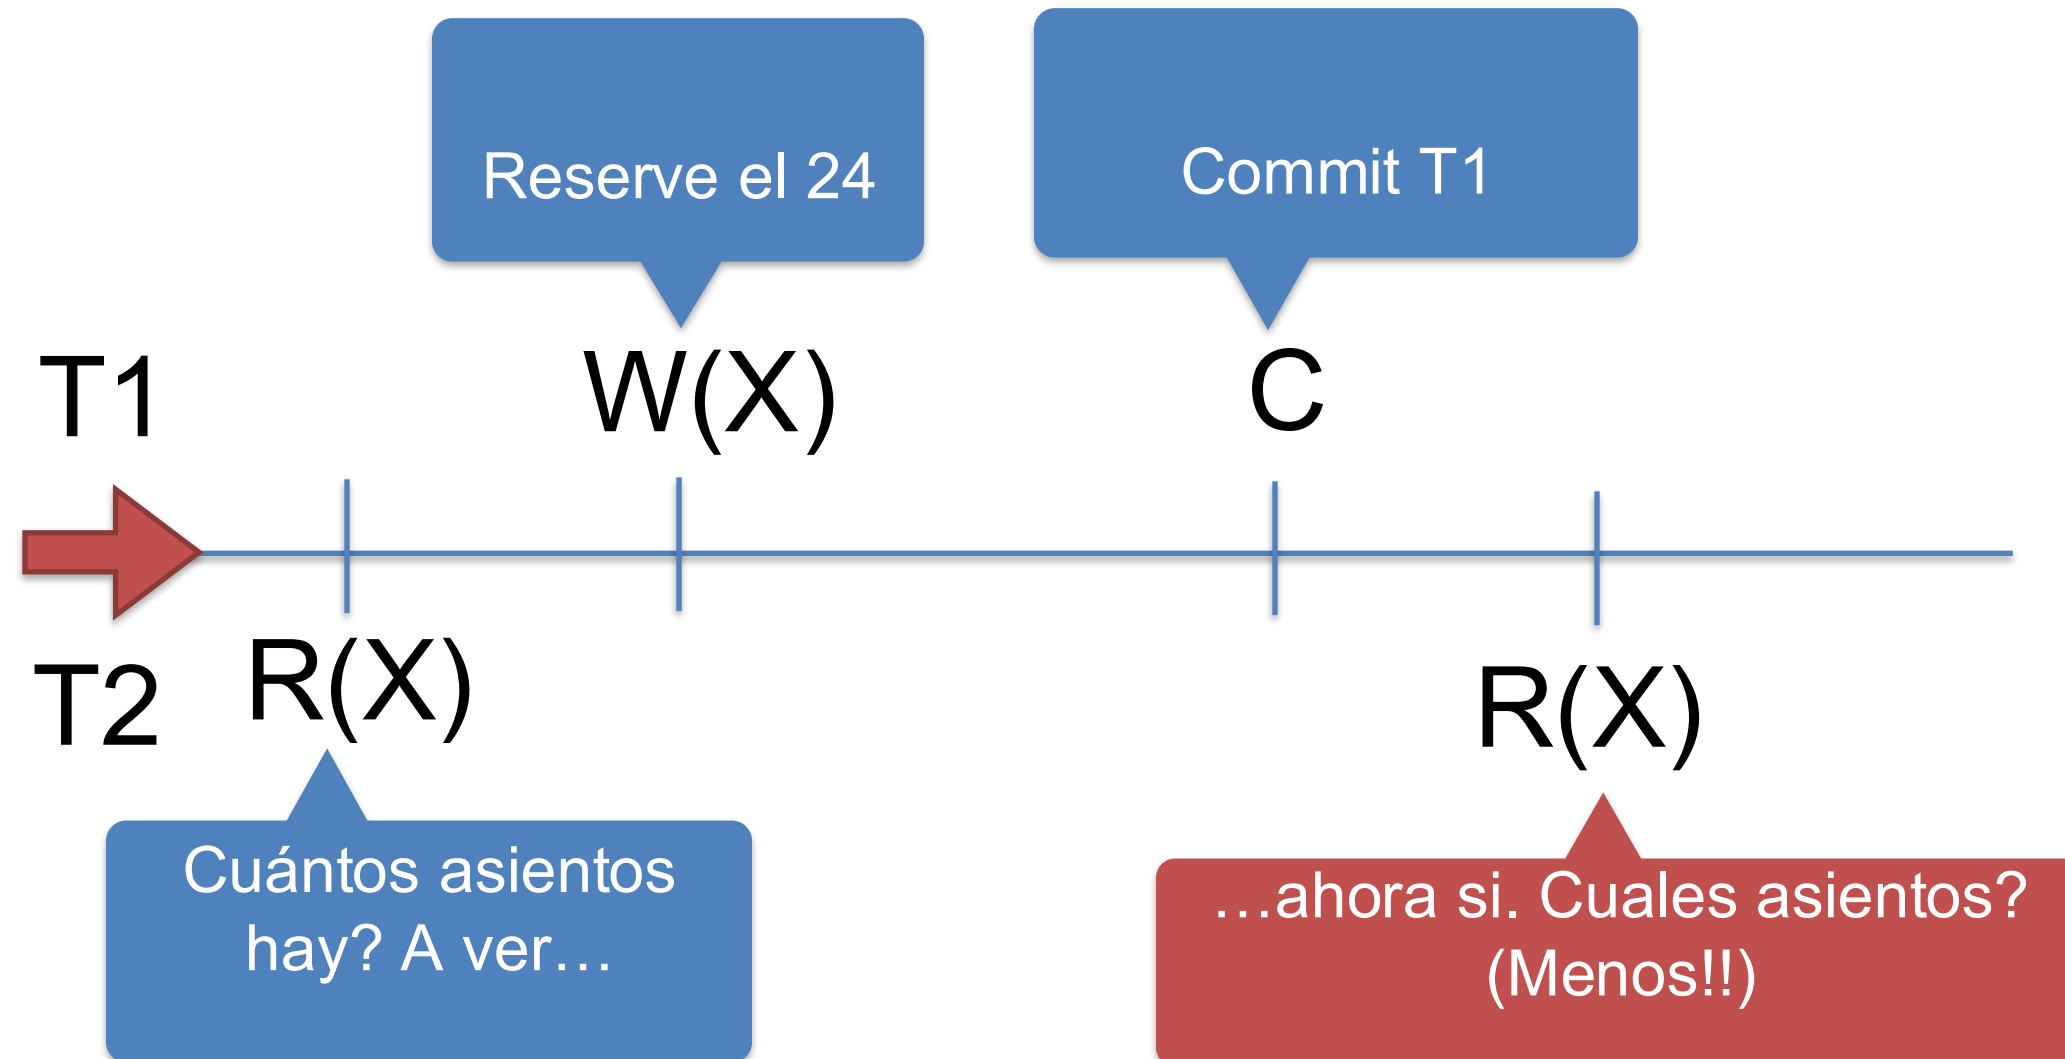 Reserve el 24
Commit T1
T1
W(X)
C
T2
R(X)
R(X)
Cuántos asientos
hay? A ver…
…ahora si. Cuales asientos?
(Menos!!)